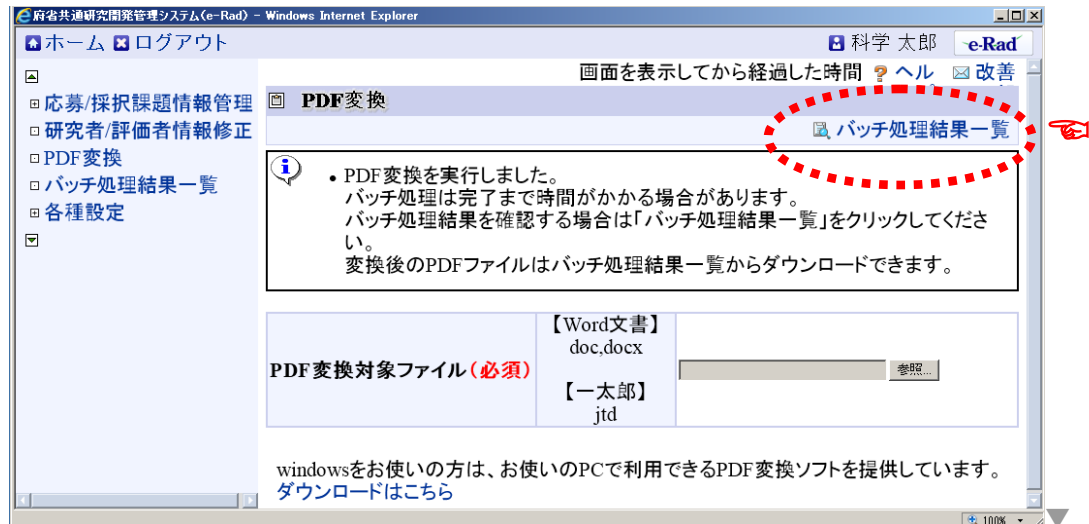 府省共通研究開発管理システム(e-Rad) - Windows Internet Explorer
ホーム ログアウト 科学 太郎 e-Rad
画面を表示してから経過した時間 ヘル 改善
応募/採択課題情報管理
研究者/評価者情報修正
PDF変換
バッチ処理結果一覧
各種設定
PDF変換
バッチ処理結果一覧
• PDF変換を実行しました。
バッチ処理は完了まで時間がかかる場合があります。
バッチ処理結果を確認する場合は「バッチ処理結果一覧」をクリックしてくださ
い。
変換後のPDFファイルはバッチ処理結果一覧からダウンロードできます。
PDF変換対象ファイル(必須)
【Word文書】
doc,docx
【一太郎】
jtd
参照...
windowsをお使いの方は、お使いのPCで利用できるPDF変換ソフトを提供しています。
ダウンロードはこちら
100%